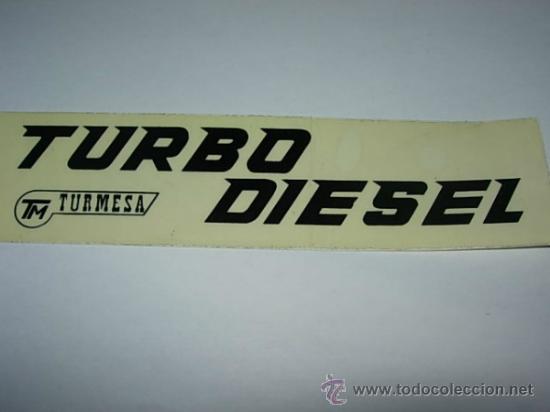 TURBO
TM TURMESA
DIESEL
www.todocoleccion.net